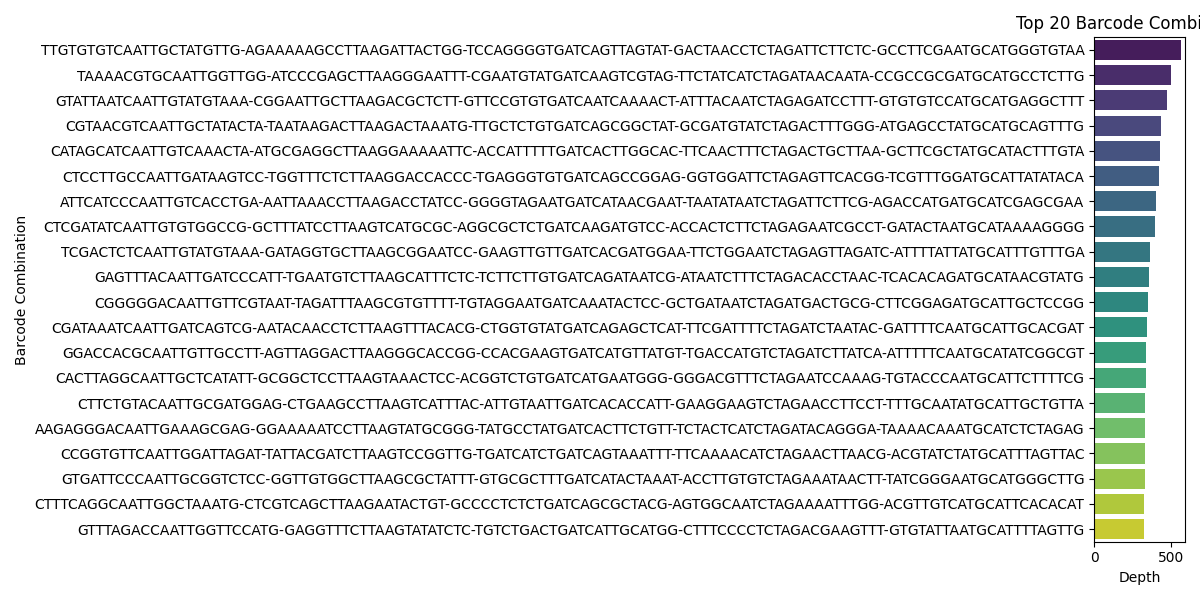 Top 20 Barcode Combi
TTGTGTGTCAATTGCTATGTTG-AGAAAAAGCCTTAAGATTACTGG-TCCAGGGGTGATCAGTTAGTAT-GACTAACCTCTAGATTCTTCTC-GCCTTCGAATGCATGGGTGTAA
TAAAACGTGCAATTGGTTGG-ATCCCGAGCTTAAGGGAATTT-CGAATGTATGATCAAGTCGTAG-TTCTATCATCTAGATAACAATA-CCGCCGCGATGCATGCCTCTTG
GTATTAATCAATTGTATGTAAA-CGGAATTGCTTAAGACGCTCTT-GTTCCGTGTGATCAATCAAAACT-ATTTACAATCTAGAGATCCTTT-GTGTGTCCATGCATGAGGCTTT
CGTAACGTCAATTGCTATACTA-TAATAAGACTTAAGACTAAATG-TTGCTCTGTGATCAGCGGCTAT-GCGATGTATCTAGACTTTGGG-ATGAGCCTATGCATGCAGTTTG
CATAGCATCAATTGTCAAACTA-ATGCGAGGCTTAAGGAAAAATTC-ACCATTTTTGATCACTTGGCAC-TTCAACTTTCTAGACTGCTTAA-GCTTCGCTATGCATACTTTGTA
CTCCTTGCCAATTGATAAGTCC-TGGTTTCTCTTAAGGACCACCC-TGAGGGTGTGATCAGCCGGAG-GGTGGATTCTAGAGTTCACGG-TCGTTTGGATGCATTATATACA
ATTCATCCCAATTGTCACCTGA-AATTAAACCTTAAGACCTATCC-GGGGTAGAATGATCATAACGAAT-TAATATAATCTAGATTCTTCG-AGACCATGATGCATCGAGCGAA
CTCGATATCAATTGTGTGGCCG-GCTTTATCCTTAAGTCATGCGC-AGGCGCTCTGATCAAGATGTCC-ACCACTCTTCTAGAGAATCGCCT-GATACTAATGCATAAAAGGGG
TCGACTCTCAATTGTATGTAAA-GATAGGTGCTTAAGCGGAATCC-GAAGTTGTTGATCACGATGGAA-TTCTGGAATCTAGAGTTAGATC-ATTTTATTATGCATTTGTTTGA
GAGTTTACAATTGATCCCATT-TGAATGTCTTAAGCATTTCTC-TCTTCTTGTGATCAGATAATCG-ATAATCTTTCTAGACACCTAAC-TCACACAGATGCATAACGTATG
CGGGGGACAATTGTTCGTAAT-TAGATTTAAGCGTGTTTT-TGTAGGAATGATCAAATACTCC-GCTGATAATCTAGATGACTGCG-CTTCGGAGATGCATTGCTCCGG
CGATAAATCAATTGATCAGTCG-AATACAACCTCTTAAGTTTACACG-CTGGTGTATGATCAGAGCTCAT-TTCGATTTTCTAGATCTAATAC-GATTTTCAATGCATTGCACGAT
GGACCACGCAATTGTTGCCTT-AGTTAGGACTTAAGGGCACCGG-CCACGAAGTGATCATGTTATGT-TGACCATGTCTAGATCTTATCA-ATTTTTCAATGCATATCGGCGT
CACTTAGGCAATTGCTCATATT-GCGGCTCCTTAAGTAAACTCC-ACGGTCTGTGATCATGAATGGG-GGGACGTTTCTAGAATCCAAAG-TGTACCCAATGCATTCTTTTCG
CTTCTGTACAATTGCGATGGAG-CTGAAGCCTTAAGTCATTTAC-ATTGTAATTGATCACACCATT-GAAGGAAGTCTAGAACCTTCCT-TTTGCAATATGCATTGCTGTTA
AAGAGGGACAATTGAAAGCGAG-GGAAAAATCCTTAAGTATGCGGG-TATGCCTATGATCACTTCTGTT-TCTACTCATCTAGATACAGGGA-TAAAACAAATGCATCTCTAGAG
CCGGTGTTCAATTGGATTAGAT-TATTACGATCTTAAGTCCGGTTG-TGATCATCTGATCAGTAAATTT-TTCAAAACATCTAGAACTTAACG-ACGTATCTATGCATTTAGTTAC
GTGATTCCCAATTGCGGTCTCC-GGTTGTGGCTTAAGCGCTATTT-GTGCGCTTTGATCATACTAAAT-ACCTTGTGTCTAGAAATAACTT-TATCGGGAATGCATGGGCTTG
CTTTCAGGCAATTGGCTAAATG-CTCGTCAGCTTAAGAATACTGT-GCCCCTCTCTGATCAGCGCTACG-AGTGGCAATCTAGAAAATTTGG-ACGTTGTCATGCATTCACACAT
GTTTAGACCAATTGGTTCCATG-GAGGTTTCTTAAGTATATCTC-TGTCTGACTGATCATTGCATGG-CTTTCCCCTCTAGACGAAGTTT-GTGTATTAATGCATTTTAGTTG
Barcode Combination
0 500
Depth